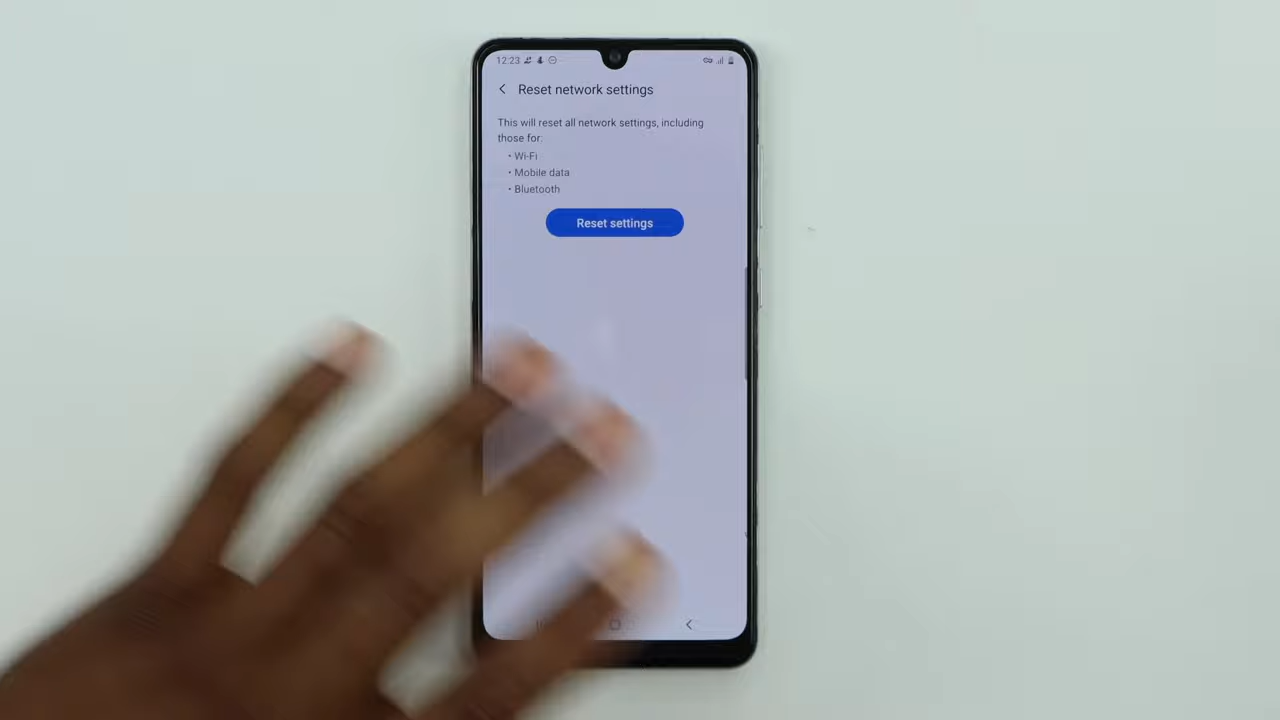 12:23
Reset network settings
This will reset all network settings, including
those for:
• Wi-Fi
• Mobile data
• Bluetooth
Reset settings